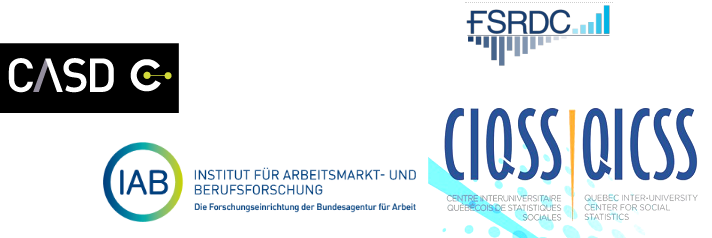 FSRDC
CASD
CIQSS QICSS
IAB
INSTITUT FÜR ARBEITSMARKT- UND
BERUFSFORSCHUNG
Die Forschungseinrichtung der Bundesagentur für Arbeit
CENTRE INTERUNIVERSITAIRE
QUÉBÉCOIS DE STATISTIQUES
SOCIALES
QUEBEC INTER-UNIVERSITY
CENTER FOR SOCIAL
STATISTICS